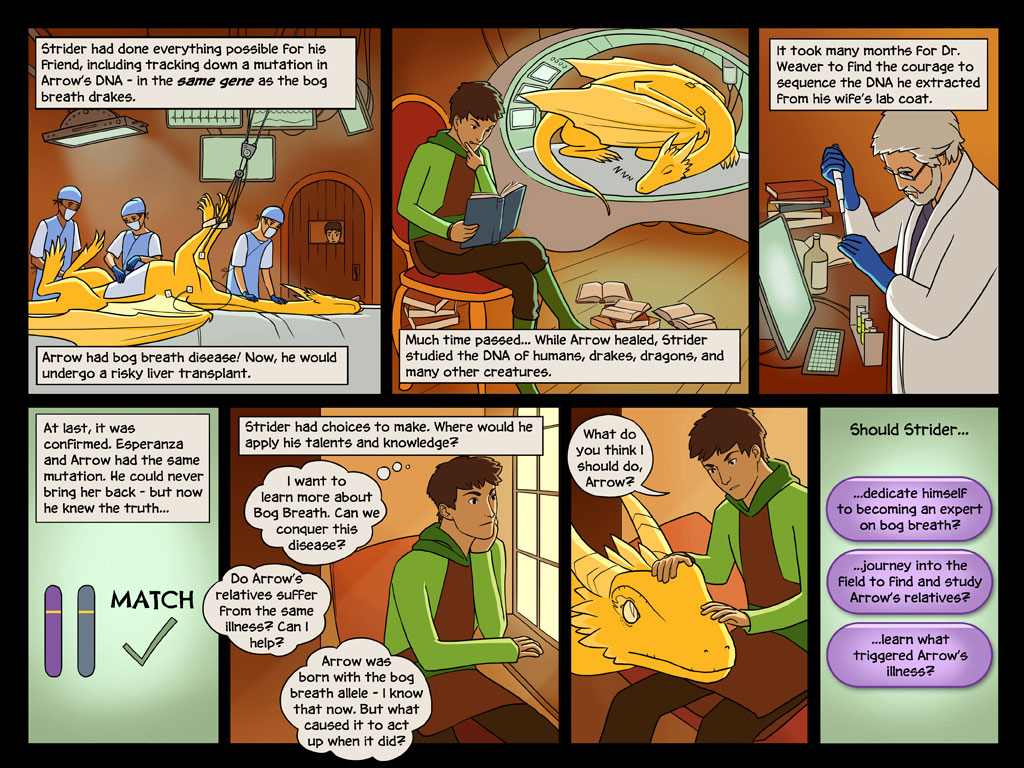 Strider had done everything possible for his
friend, including tracking down a mutation in
Arrow's DNA - in the same gene as the bog
breath drakes.
Arrow had bog breath disease! Now, he would
undergo a risky liver transplant.
Much time passed... While Arrow healed, Strider
studied the DNA of humans, drakes, dragons, and
many other creatures.
It took many months for Dr.
Weaver to find the courage to
sequence the DNA he extracted
from his wife's lab coat.
At last, it was
confirmed. Esperanza
and Arrow had the same
mutation. He could never
bring her back - but now
he knew the truth...
MATCH
Strider had choices to make. Where would he
apply his talents and knowledge?
I want to
learn more about
Bog Breath. Can we
conquer this
disease?
Do Arrow's
relatives suffer
from the same
illness? Can I
help?
Arrow was
born with the bog
breath allele - I know
that now. But what
caused it to act
up when it did?
What do
you think I
should do,
Arrow?
Should Strider...
...dedicate himself
to becoming an expert
on bog breath?
...journey into the
field to find and study
Arrow's relatives?
...learn what
triggered Arrow's
illness?